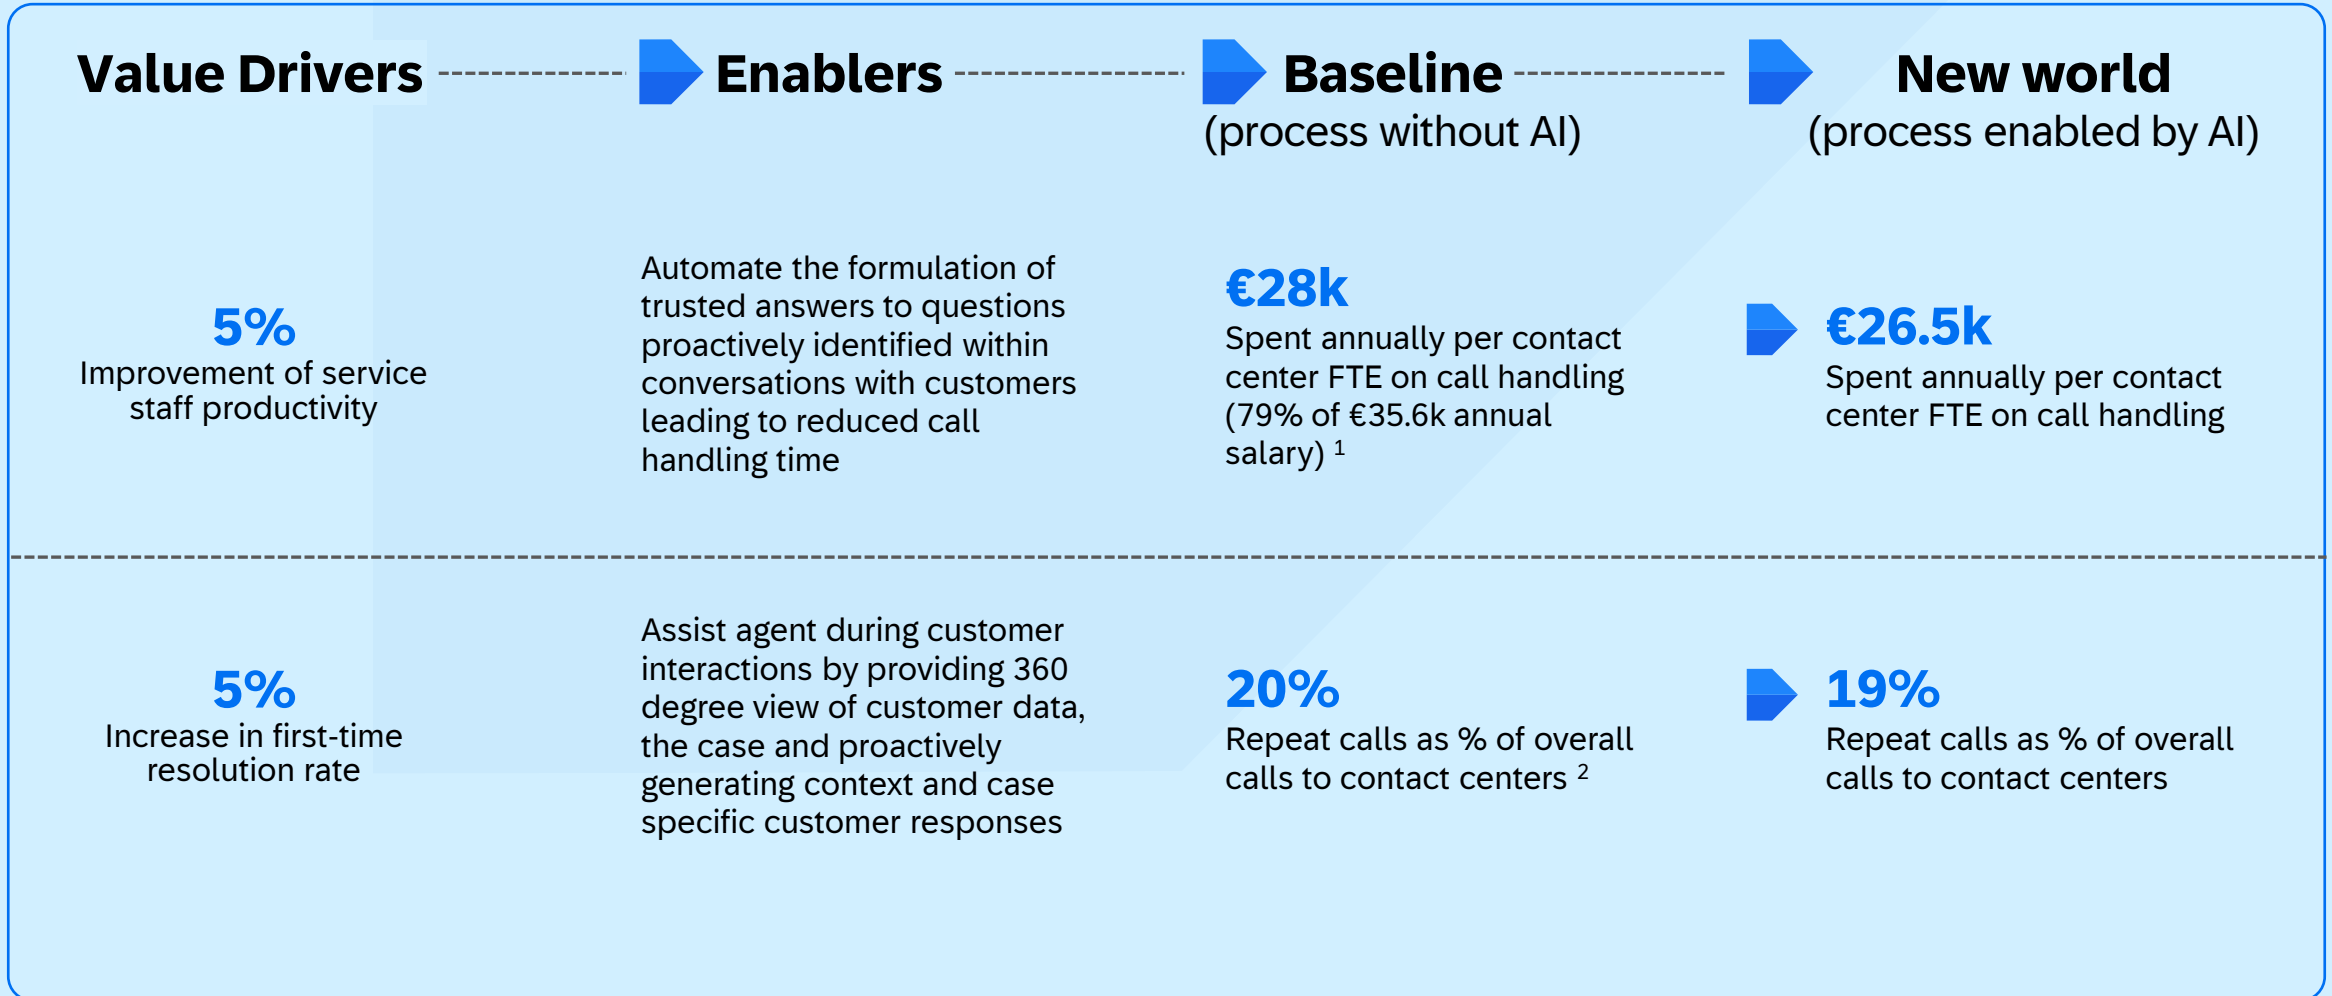 Value Drivers
Enablers
Baseline
(process without AI)
New world
(process enabled by AI)
5%
Improvement of service
staff productivity
Automate the formulation of
trusted answers to questions
proactively identified within
conversations with customers
leading to reduced call
handling time
€28k
Spent annually per contact
center FTE on call handling
(79% of €35.6k annual
salary) 1
€26.5k
Spent annually per contact
center FTE on call handling
5%
Increase in first-time
resolution rate
Assist agent during customer
interactions by providing 360
degree view of customer data,
the case and proactively
generating context and case
specific customer responses
20%
Repeat calls as % of overall
calls to contact centers 2
19%
Repeat calls as % of overall
calls to contact centers